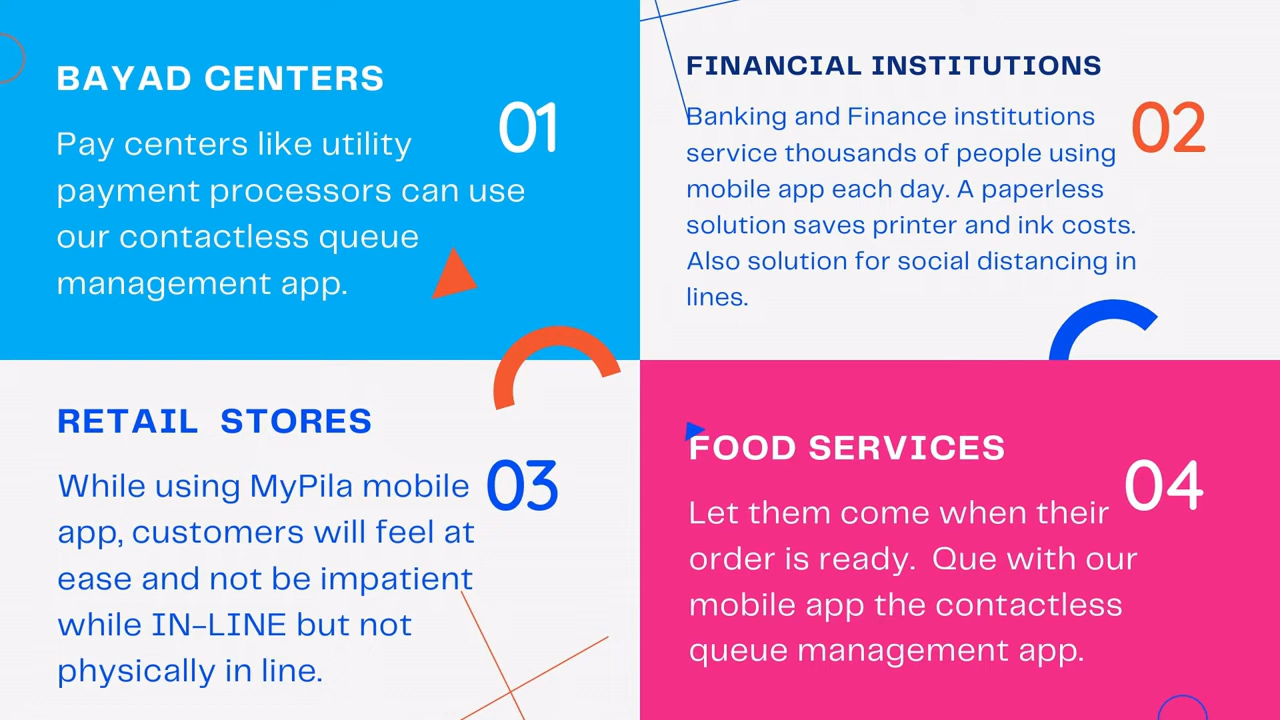 BAYAD CENTERS
01
Pay centers like utility
payment processors can use
our contactless queue
management app.
FINANCIAL INSTITUTIONS
02
Banking and Finance institutions
service thousands of people using
mobile app each day. A paperless
solution saves printer and ink costs.
Also solution for social distancing in
lines.
RETAIL  STORES
03
While using MyPila mobile
app, customers will feel at
ease and not be impatient
while IN-LINE but not
physically in line.
FOOD SERVICES
04
Let them come when their
order is ready.  Que with our
mobile app the contactless
queue management app.